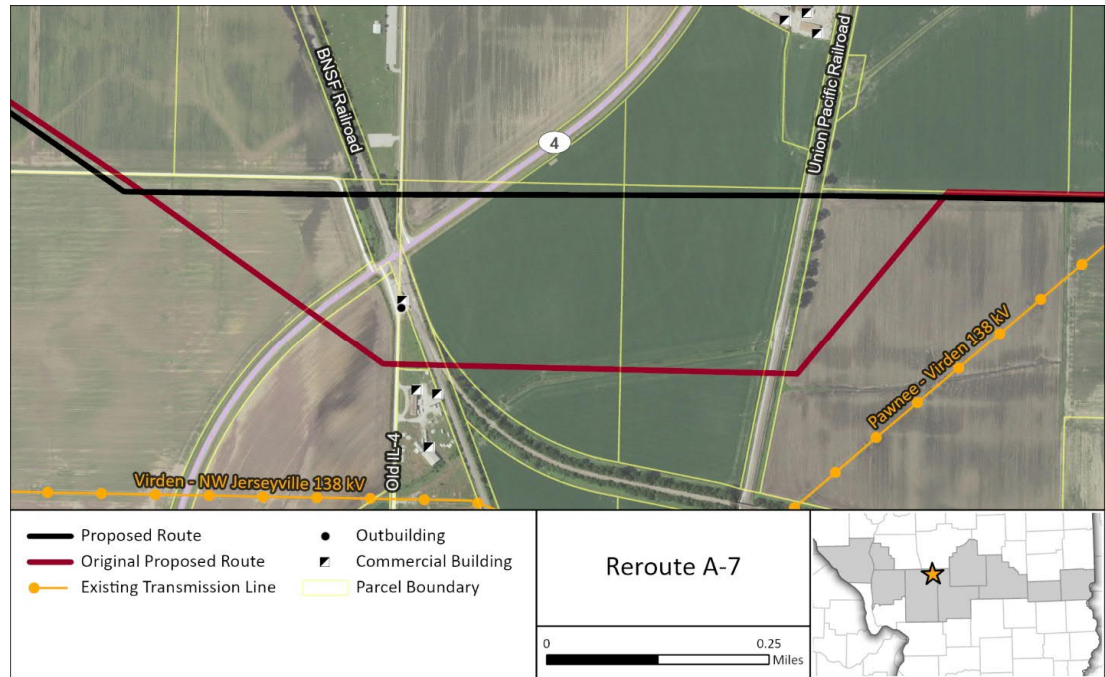 BNSF Railroad
4
Union Pacific Railroad
Pawnee - Virden 138 kV
Old IL-4
Virden - NW Jerseyville 138 kV
Proposed Route
Original Proposed Route
Existing Transmission Line
Outbuilding
Commercial Building
Parcel Boundary
Reroute A-7
0 0.25
Miles